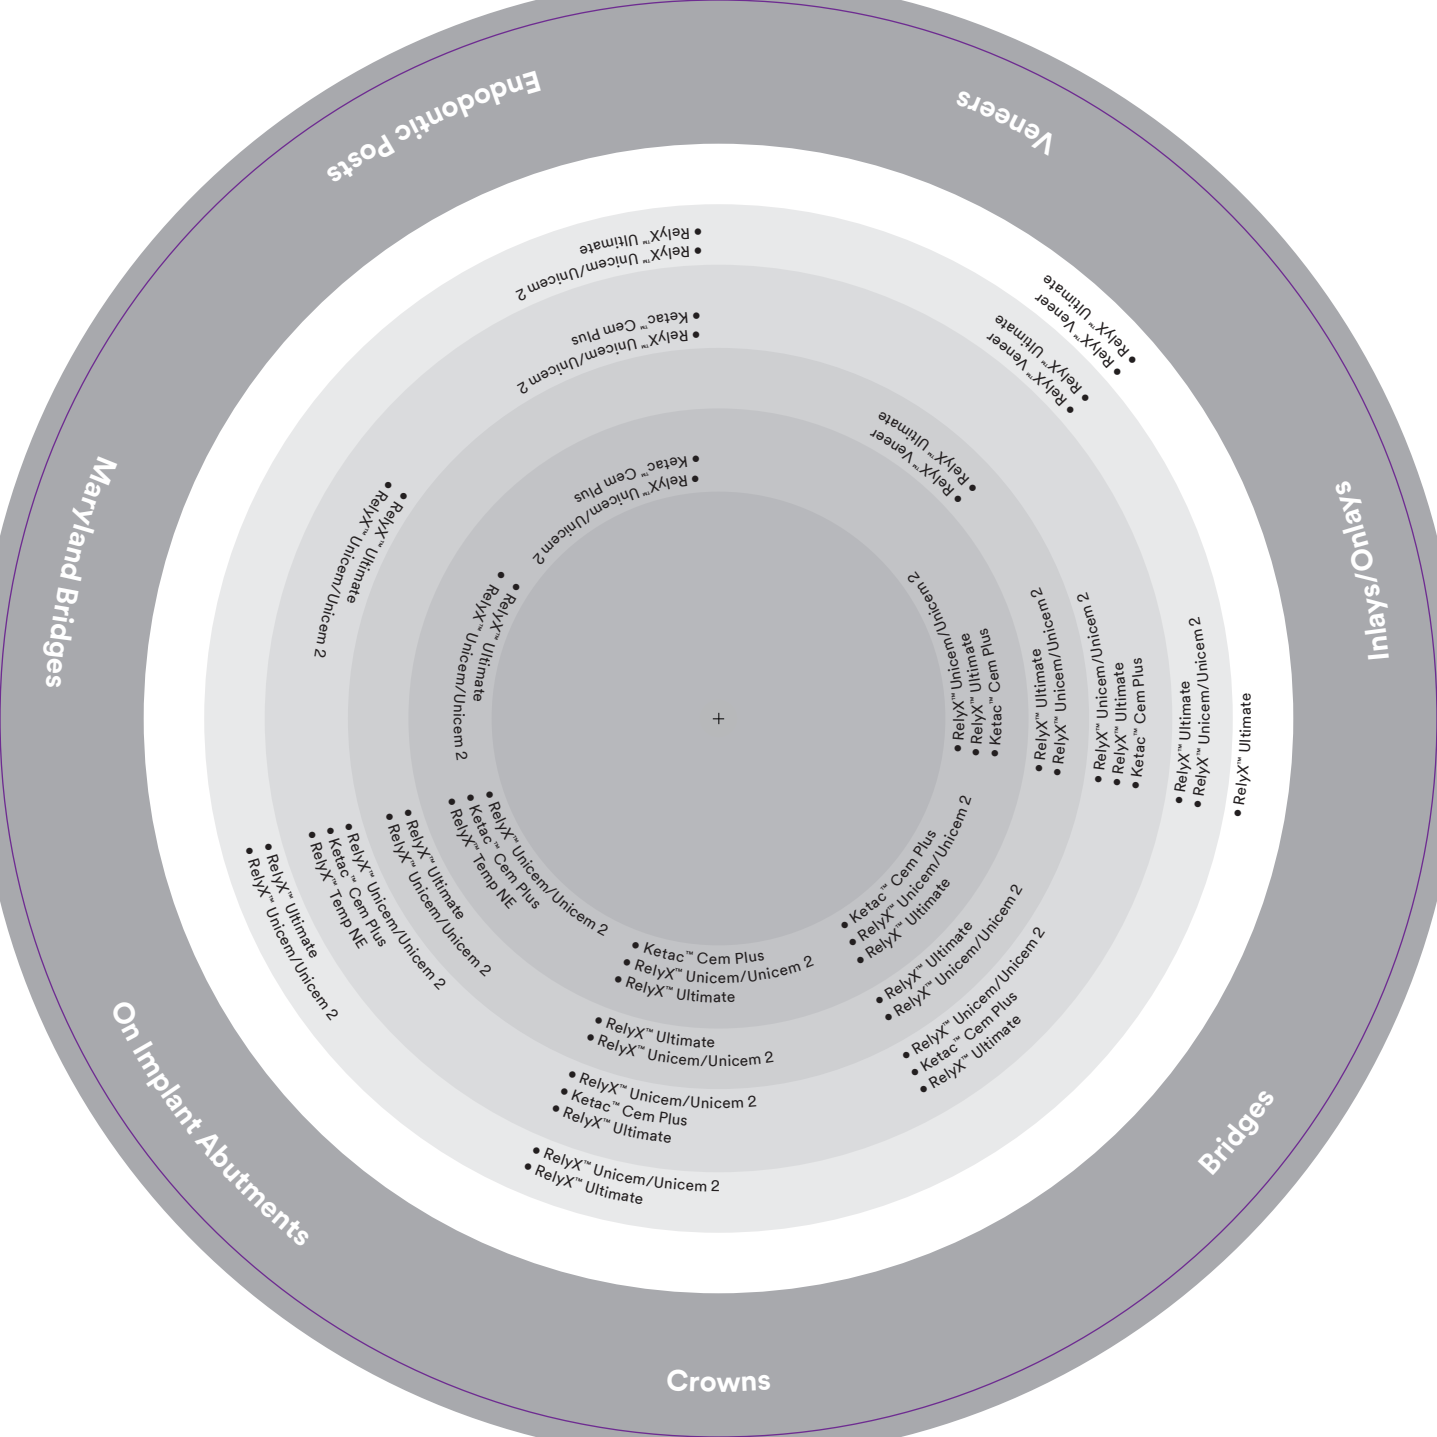 Endodontic Posts
• RelyX™ Ultimate
• RelyX™ Unicem/Unicem 2
• Ketac™ Cem Plus
• RelyX™ Unicem/Unicem 2
• Ketac™ Cem Plus
• RelyX™ Unicem/Unicem 2
Veneers
• RelyX™ Ultimate
• RelyX™ Veneer
• RelyX™ Ultimate
• RelyX™ Veneer
• RelyX™ Ultimate
• RelyX™ Veneer
Inlays/Onlays
• RelyX™ Unicem/Unicem 2
• RelyX™ Ultimate
• Ketac™ Cem Plus
• RelyX™ Ultimate
• RelyX™ Unicem/Unicem 2
• RelyX™ Unicem/Unicem 2
• RelyX™ Ultimate
• Ketac™ Cem Plus
• RelyX™ Ultimate
• RelyX™ Unicem/Unicem 2
• RelyX™ Ultimate
Bridges
• Ketac™ Cem Plus
• RelyX™ Unicem/Unicem 2
• RelyX™ Ultimate
• RelyX™ Ultimate
• RelyX™ Unicem/Unicem 2
• RelyX™ Unicem/Unicem 2
• Ketac™ Cem Plus
• RelyX™ Ultimate
Crowns
• Ketac™ Cem Plus
• RelyX™ Unicem/Unicem 2
• RelyX™ Ultimate
• RelyX™ Ultimate
• RelyX™ Unicem/Unicem 2
• RelyX™ Unicem/Unicem 2
• Ketac™ Cem Plus
• RelyX™ Ultimate
• RelyX™ Unicem/Unicem 2
• RelyX™ Ultimate
On Implant Abutments
• RelyX™ Unicem/Unicem 2
• Ketac™ Cem Plus
• RelyX™ Temp NE
• RelyX™ Ultimate
• RelyX™ Unicem/Unicem 2
• RelyX™ Unicem/Unicem 2
• Ketac™ Cem Plus
• RelyX™ Temp NE
• RelyX™ Ultimate
• RelyX™ Unicem/Unicem 2
Maryland Bridges
• RelyX™ Ultimate
• RelyX™ Unicem/Unicem 2
• RelyX™ Ultimate
• RelyX™ Unicem/Unicem 2